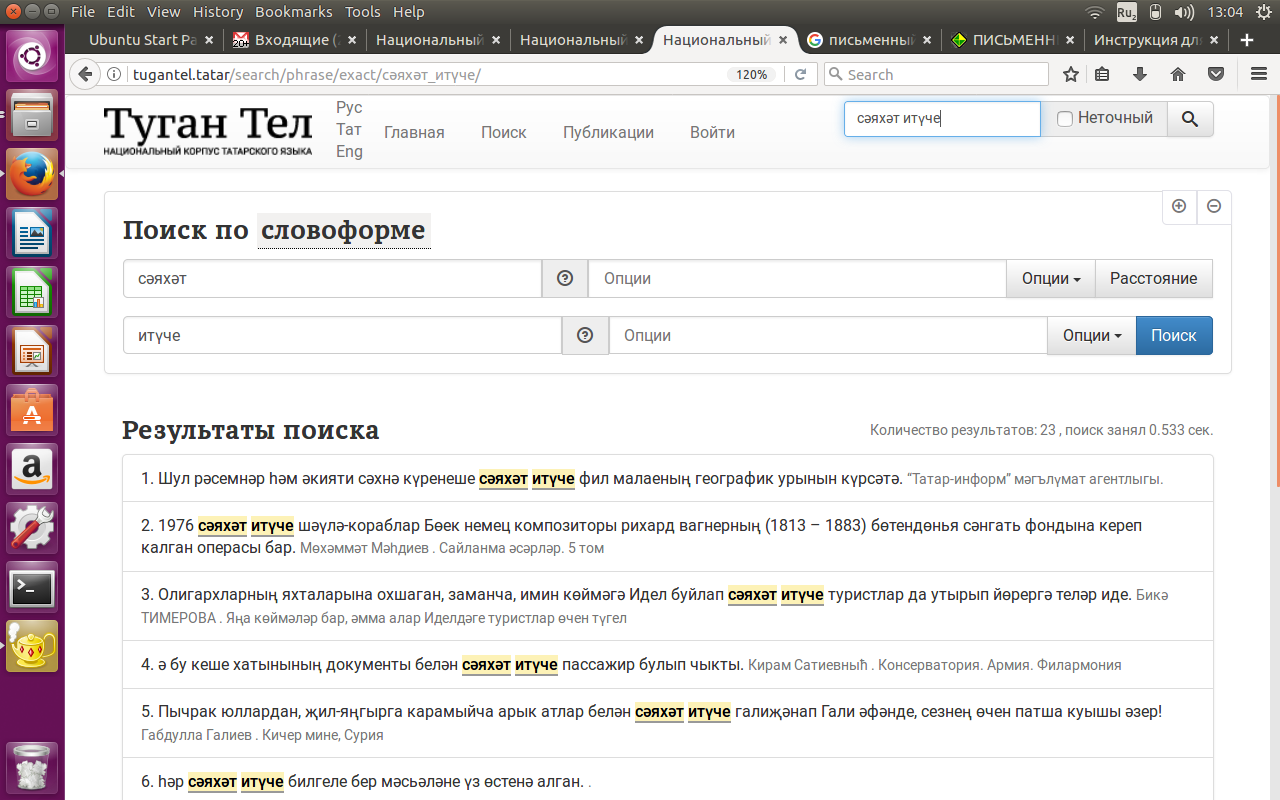 File Edit View History Bookmarks Tools Help
Ru2
13:04
Ubuntu Start Pa
Входящие (
20+
Национальный
Национальный
Национальный
письменный
ПИСЬМЕНН
Инструкция дл
tugantel.tatar/search/phrase/exact/сәяхәт_итүче/
120%
Search
Туган Тел
НАЦИОНАЛЬНЫЙ КОРПУС ТАТАРСКОГО ЯЗЫКА
Рус
Тат
Eng
Главная
Поиск
Публикации
Войти
сәяхәт итүче
Неточный
Поиск по словоформе
сәяхәт
Опции
Опции
Расстояние
итүче
Опции
Опции
Поиск
Результаты поиска
Количество результатов: 23 , поиск занял 0.533 сек.
1. Шул рәсемнәр һәм әкияти сәхнә күренеше сәяхәт итүче фил малаеның географик урынын күрсәтә. “Татар-информ” мәгълүмат агентлыгы.
2. 1976 сәяхәт итүче шәүлә-кораблар Бөек немец композиторы рихард вагнерның (1813 – 1883) бөтендөнья сәнгать фондына кереп
калган операсы бар. Мөхәммәт Мәһдиев . Сайланма әсәрләр. 5 том
3. Олигархларның яхталарына охшаган, заманча, имин көймәгә Идел буйлап сәяхәт итүче туристлар да утырып йөрергә теләр иде. Бикә
ТИМЕРОВА . Яңа көймәләр бар, әмма алар Иделдәге туристлар өчен түгел
4. ә бу кеше хатынының документы белән сәяхәт итүче пассажир булып чыкты. Кирам Сатиевныћ . Консерватория. Армия. Филармония
5. Пычрак юллардан, җил-яңгырга карамыйча арык атлар белән сәяхәт итүче галиҗәнап Гали әфәнде, сезнең өчен патша куышы әзер!
Габдулла Галиев . Кичер мине, Сурия
6. һәр сәяхәт итүче билгеле бер мәсьәләне үз өстенә алган. .